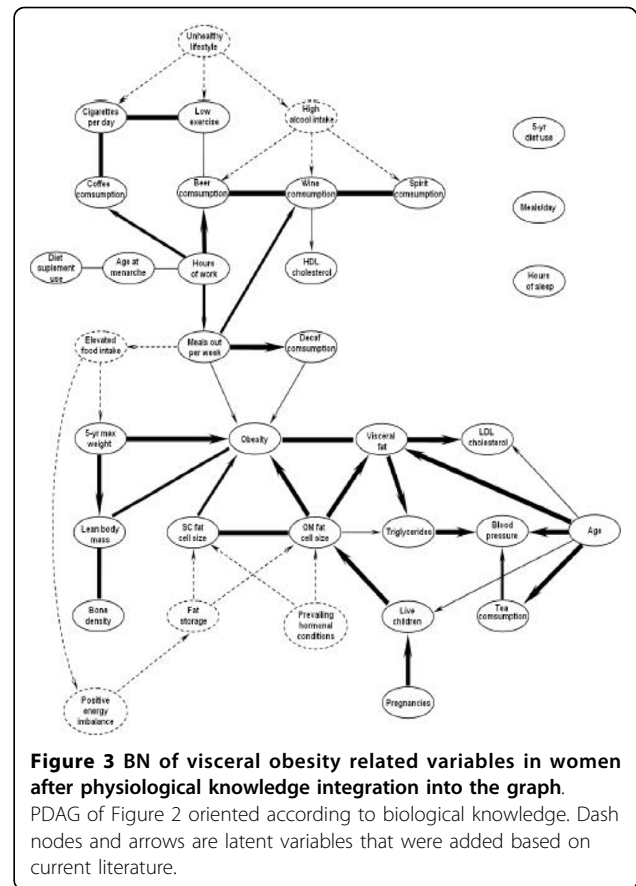 Unhealthy
lifestyle
Cigarettes
per day
Low
exercise
High
alcool intake
5-yr
diet use
Coffee
comsumption
Beer
comsumption
Wine
comsumption
Spirit
comsumption
Meals/day
Diet
suplement
use
Age at
menarche
Hours
of work
HDL
cholesterol
Hours
of sleep
Elevated
food intake
Meals out
per week
Decaf
comsumption
5-yr max
weight
Obesity
Visceral
fat
LDL
cholesterol
Lean body
mass
SC fat
cell size
OM fat
cell size
Triglycerides
Blood
pressure
Age
Bone
density
Fat
storage
Prevailing
hormonal
conditions
Live
children
Tea
comsumption
Positive
energy
imbalance
Pregnancies
Figure 3 BN of visceral obesity related variables in women
after physiological knowledge integration into the graph.
PDAG of Figure 2 oriented according to biological knowledge. Dash
nodes and arrows are latent variables that were added based on
current literature.